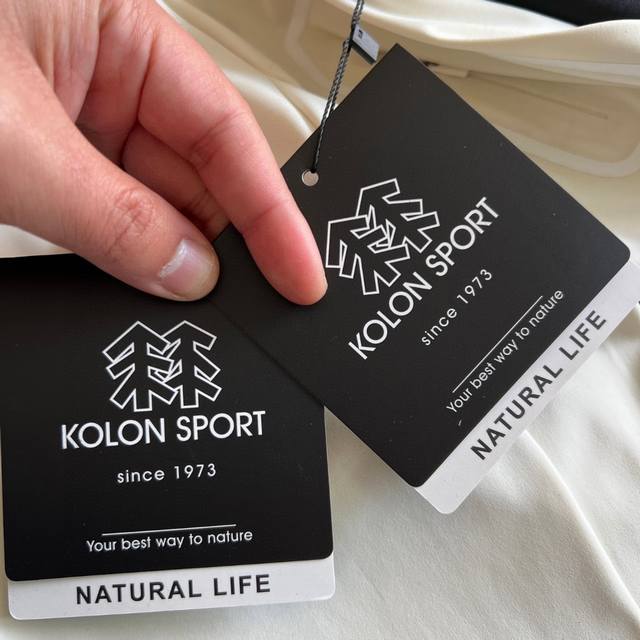 KOLON SPORT
since 1973
Your best way to nature
NATURAL LIFE
KOLON SPORT
since 1973
Your best way to nature
NATURAL LIFE